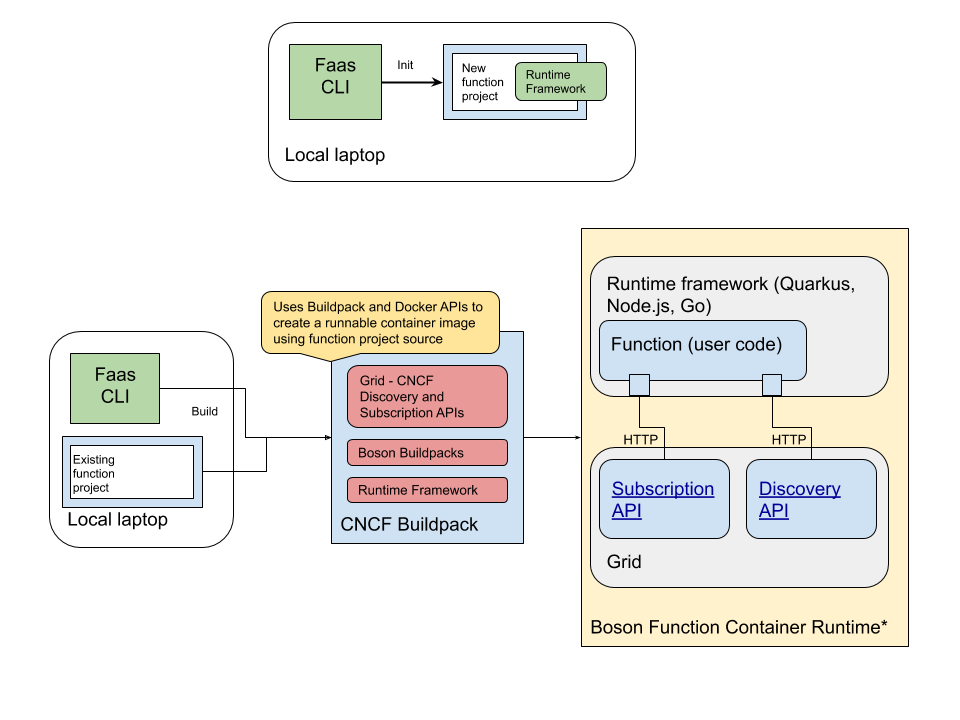 Faas
CLI
Init
New
function
project
Runtime
Framework
Local laptop
Uses Buildpack and Docker APIs to
create a runnable container image
using function project source
Faas
CLI
Build
Existing
function
project
Local laptop
Grid - CNCF
Discovery and
Subscription APIs
Boson Buildpacks
Runtime Framework
CNCF Buildpack
Runtime framework (Quarkus,
Node.js, Go)
Function (user code)
HTTP
HTTP
Subscription
API
Discovery
API
Grid
Boson Function Container Runtime*